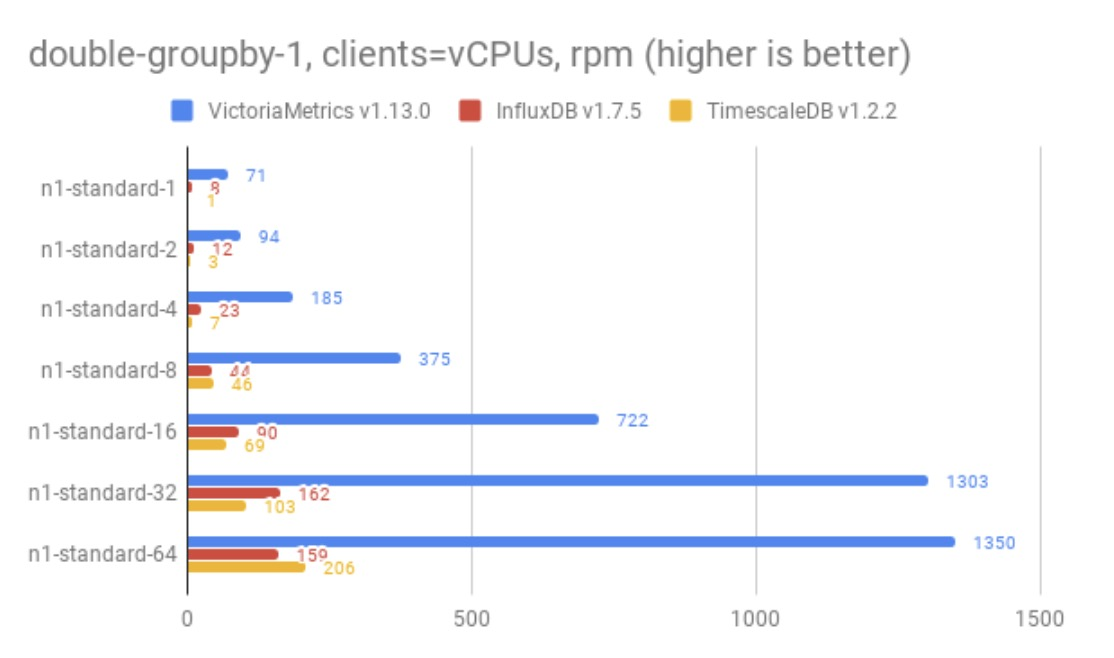 double-groupby-1, clients=vCPUs, rpm (higher is better)
VictoriaMetrics v1.13.0 InfluxDB v1.7.5 TimescaleDB v1.2.2
n1-standard-1 71
8
1
n1-standard-2 94
12
3
n1-standard-4 185
23
7
n1-standard-8 375
44
46
n1-standard-16 722
90
69
n1-standard-32 1303
162
103
n1-standard-64 1350
159
206
0 500 1000 1500